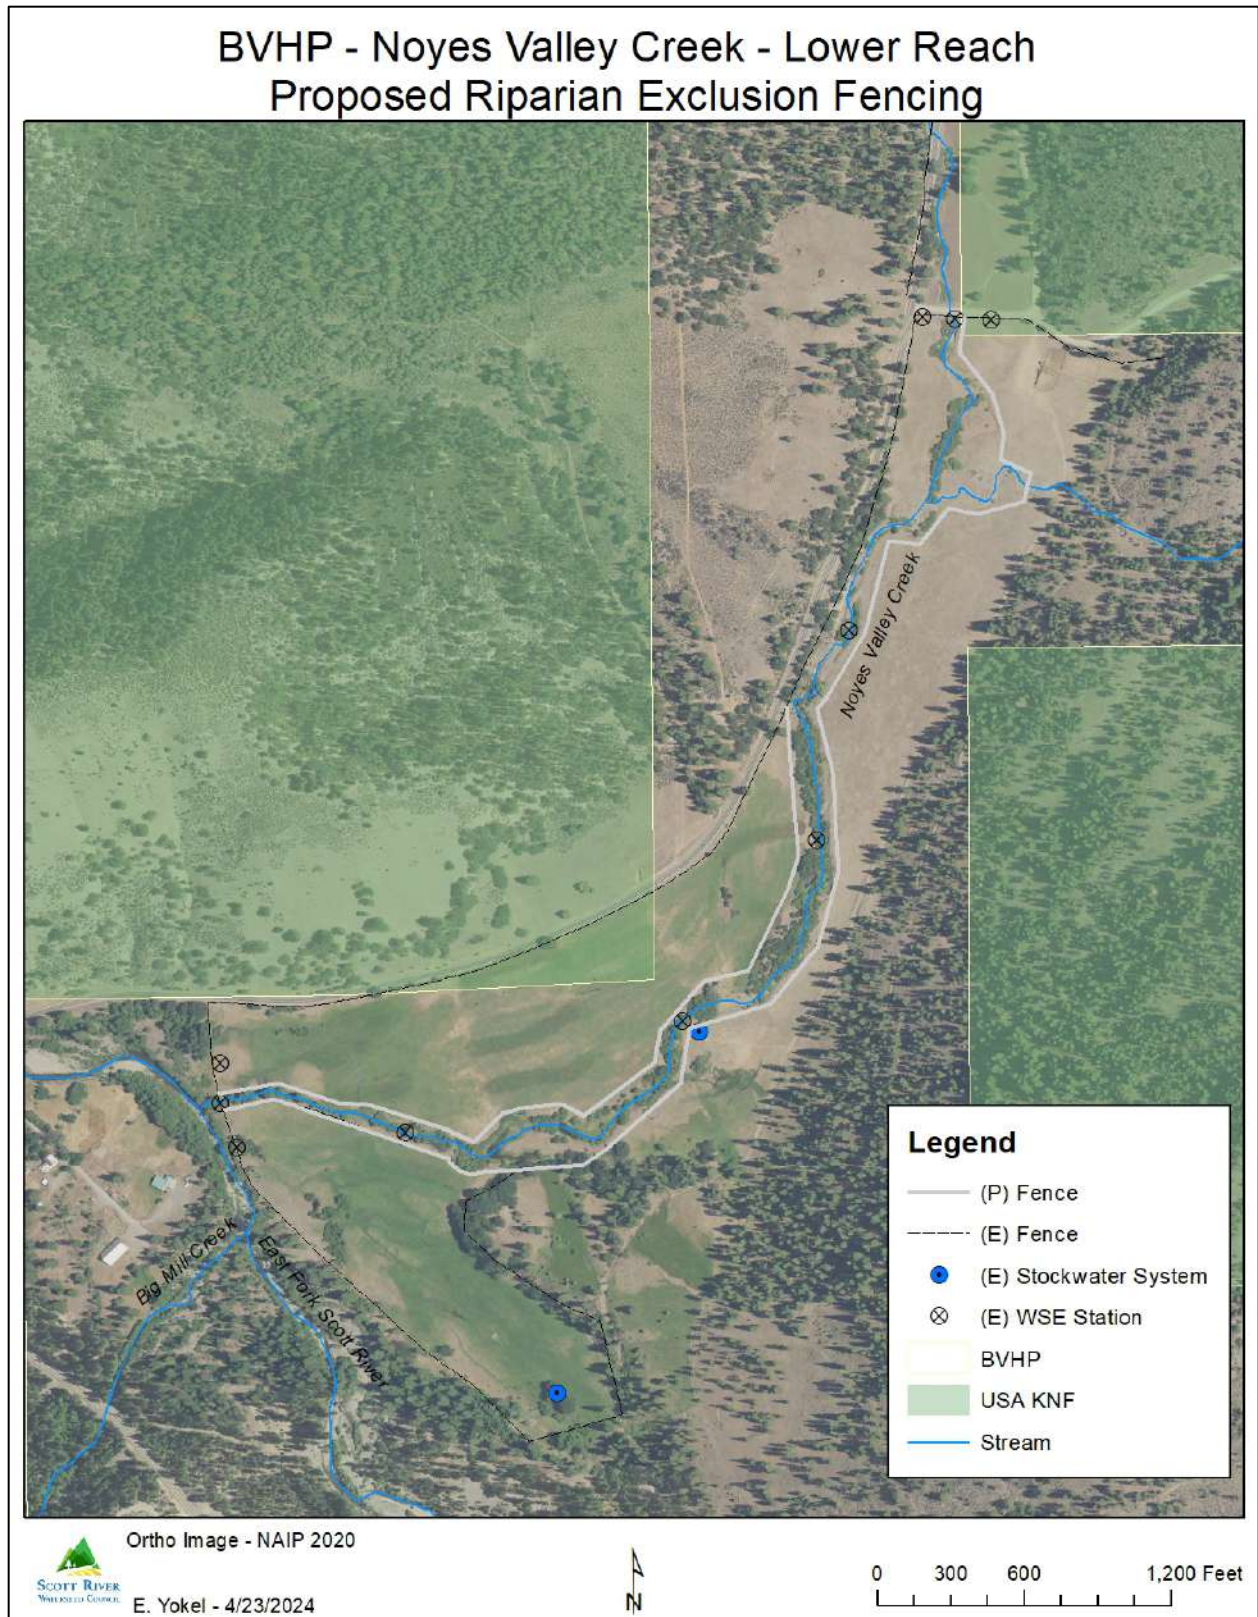 BVHP - Noyes Valley Creek - Lower Reach
Proposed Riparian Exclusion Fencing
Noyes Valley Creek
Big Mill Creek
East Fork Scott River
Legend
(P) Fence
(E) Fence
(E) Stockwater System
(E) WSE Station
BVHP
USA KNF
Stream
Ortho Image - NAIP 2020
SCOTT RIVER
WATERSHED COUNCIL
E. Yokel - 4/23/2024
N
0 300 600 1,200 Feet